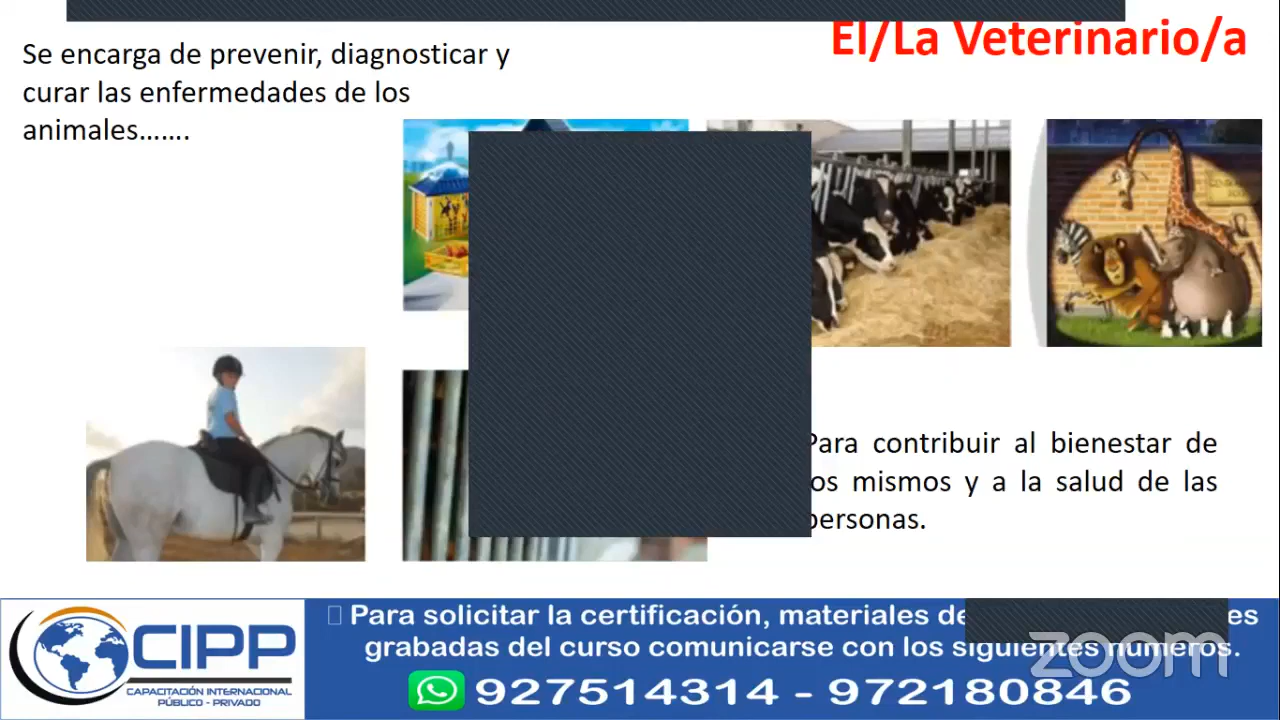 El/La Veterinario/a
Se encarga de prevenir, diagnosticar y
curar las enfermedades de los
animales.......
Para contribuir al bienestar de
los mismos y a la salud de las
personas.
Para solicitar la certificación, materiales
grabadas del curso comunicarse con los siguientes números.
927514314 - 972180846
CIPP
CAPACITACIÓN INTERNACIONAL
PÚBLICO - PRIVADO
zoom